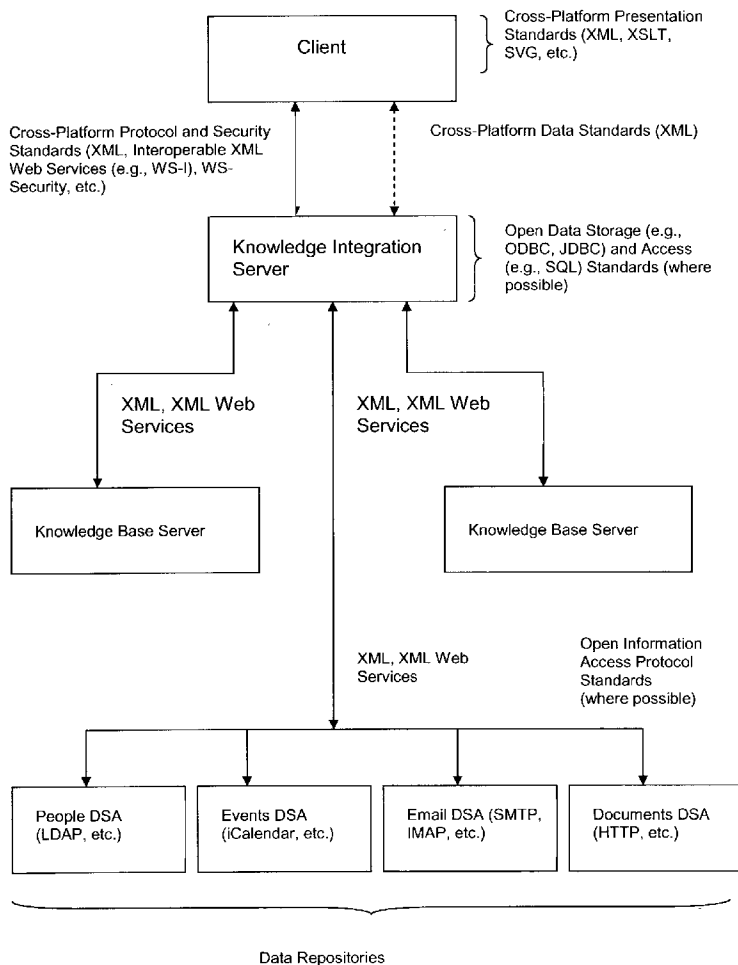 Client
Cross-Platform Presentation
Standards (XML, XSLT,
SVG, etc.)
Cross-Platform Protocol and Security
Standards (XML, Interoperable XML
Web Services (e.g., WS-I), WS-
Security, etc.)
Cross-Platform Data Standards (XML)
Knowledge Integration
Server
Open Data Storage (e.g.,
ODBC, JDBC) and Access
(e.g., SQL) Standards (where
possible)
XML, XML Web
Services
XML, XML Web
Services
Knowledge Base Server
Knowledge Base Server
XML, XML Web
Services
Open Information
Access Protocol
Standards
(where possible)
People DSA
(LDAP, etc.)
Events DSA
(iCalendar, etc.)
Email DSA (SMTP,
IMAP, etc.)
Documents DSA
(HTTP, etc.)
Data Repositories